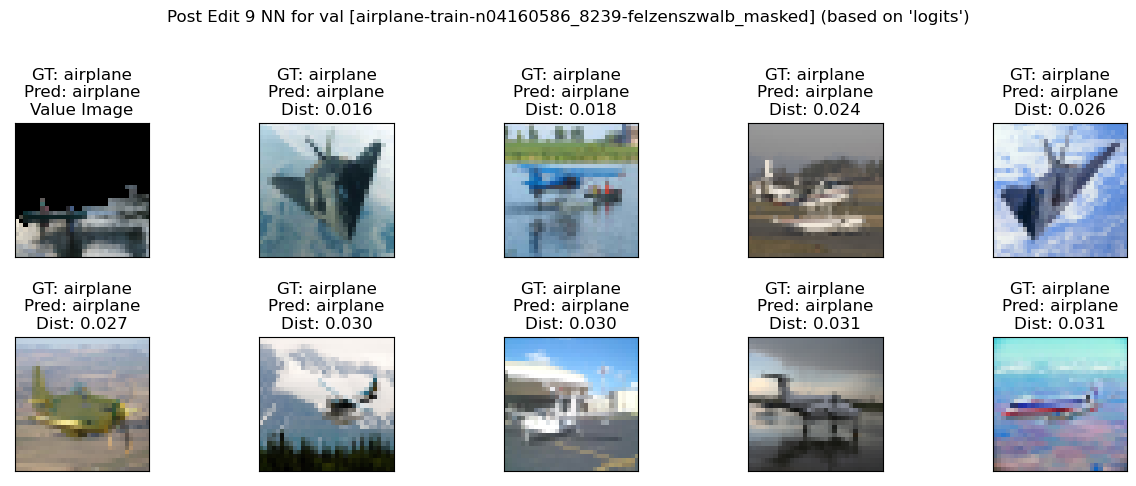 Post Edit 9 NN for val [airplane-train-n04160586_8239-felzenszwalb_masked] (based on 'logits')
GT: airplane
Pred: airplane
Value Image
GT: airplane
Pred: airplane
Dist: 0.016
GT: airplane
Pred: airplane
Dist: 0.018
GT: airplane
Pred: airplane
Dist: 0.024
GT: airplane
Pred: airplane
Dist: 0.026
GT: airplane
Pred: airplane
Dist: 0.027
GT: airplane
Pred: airplane
Dist: 0.030
GT: airplane
Pred: airplane
Dist: 0.030
GT: airplane
Pred: airplane
Dist: 0.031
GT: airplane
Pred: airplane
Dist: 0.031